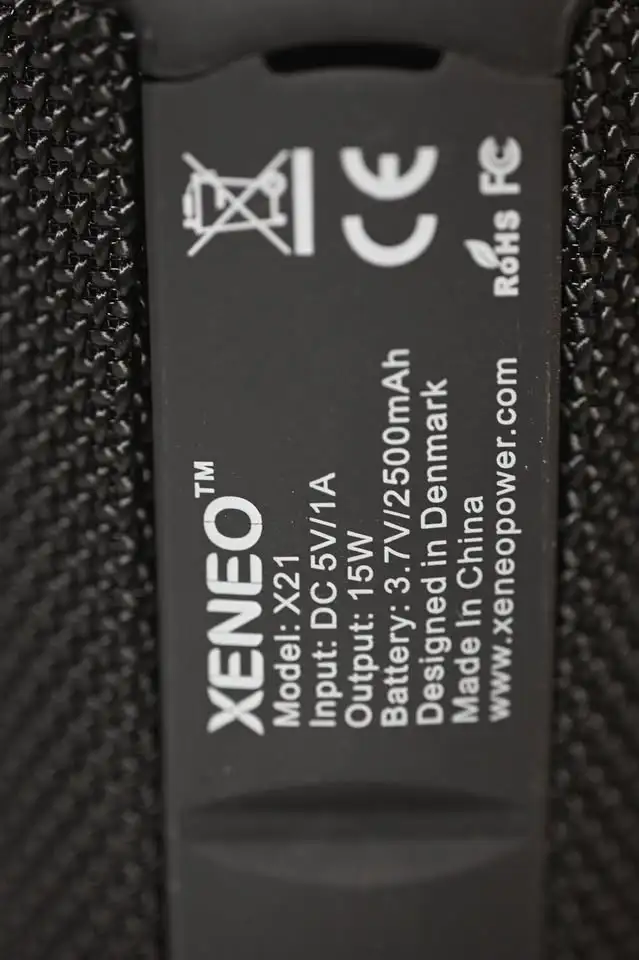 XENEO™
Model: X21
Input: DC 5V/1A
Output: 15W
Battery: 3.7V/2500mAh
Designed in Denmark
Made In China
www.xeneopower.com
CE
RoHS FC